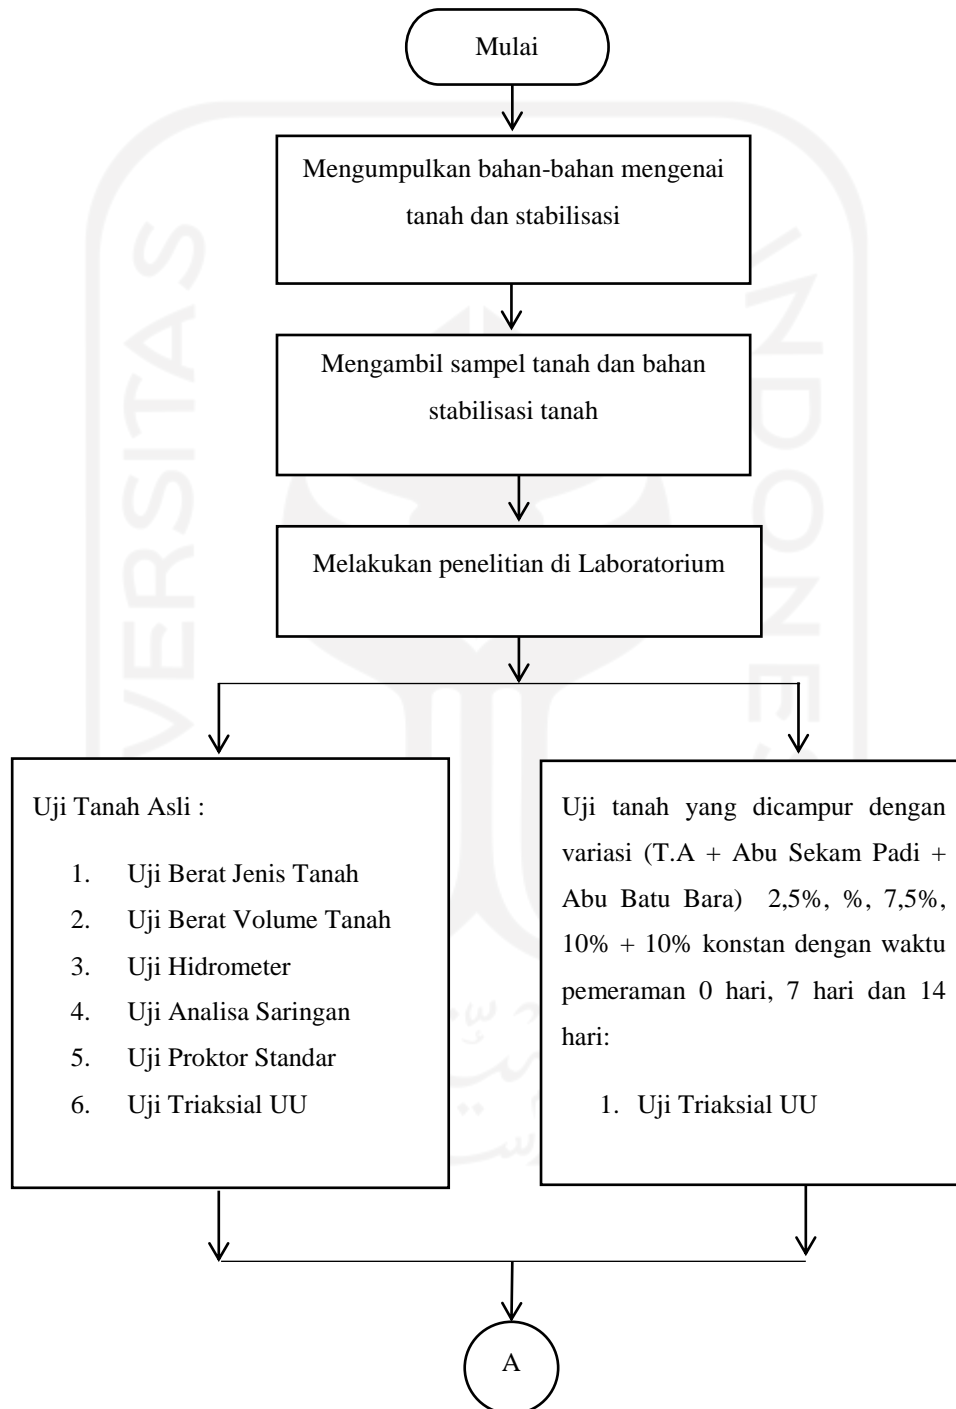 Mulai
Mengumpulkan bahan-bahan mengenai
tanah dan stabilisasi
Mengambil sampel tanah dan bahan
stabilisasi tanah
Melakukan penelitian di Laboratorium
Uji Tanah Asli :
1. Uji Berat Jenis Tanah
2. Uji Berat Volume Tanah
3. Uji Hidrometer
4. Uji Analisa Saringan
5. Uji Proktor Standar
6. Uji Triaksial UU
Uji tanah yang dicampur dengan
variasi (T.A + Abu Sekam Padi +
Abu Batu Bara) 2,5%, %, 7,5%,
10% + 10% konstan dengan waktu
pemeraman 0 hari, 7 hari dan 14
hari:
1. Uji Triaksial UU
A